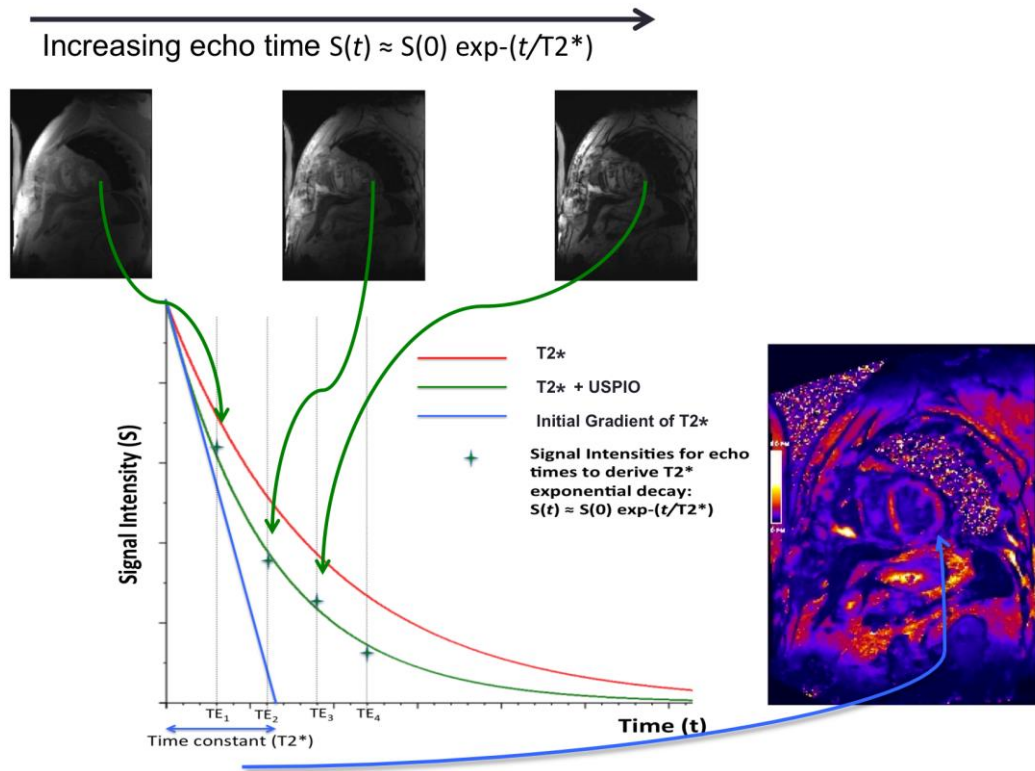 Increasing echo time S(t) ≈ S(0) exp-(t/T2*)
T2*
T2* + USPIO
Initial Gradient of T2*
Signal Intensities for echo
times to derive T2*
exponential decay:
S(t) ≈ S(0) exp-(t/T2*)
Signal Intensity (S)
TE1
TE2
TE3
TE4
Time (t)
Time constant (T2*)